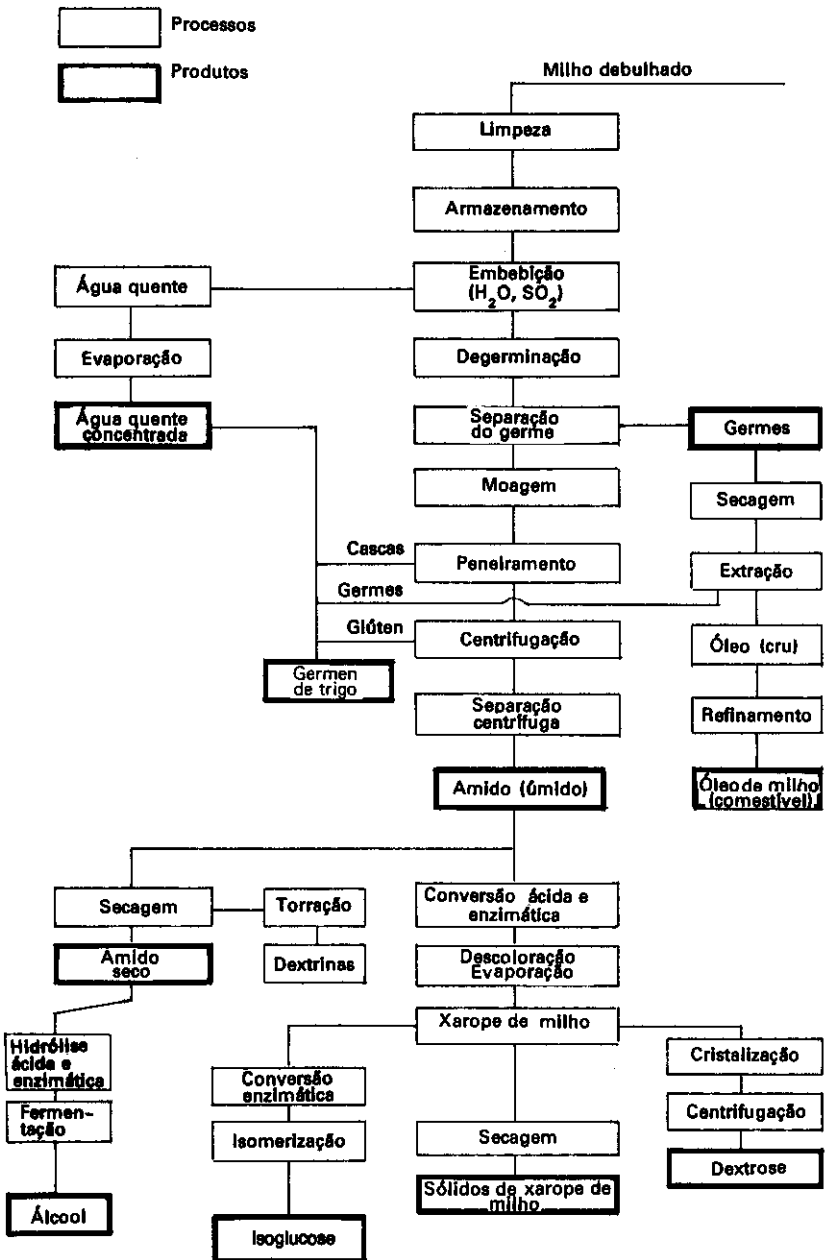 Processos
Produtos
Milho debulhado
Limpeza
Armazenamento
Embebição
(H₂O, SO₂)
Água quente
Evaporação
Degerminação
Água quente
concentrada
Separação
do germe
Germes
Moagem
Secagem
Cascas
Peneiramento
Extração
Germes
Glúten
Centrifugação
Óleo (cru)
Germen
de trigo
Separação
centrífuga
Refinamento
Amido (úmido)
Óleo de milho
(comestível)
Secagem
Torração
Conversão ácida e
enzimática
Amido
seco
Dextrinas
Descoloração
Evaporação
Xarope de milho
Hidrólise
ácida e
enzimática
Conversão
enzimática
Cristalização
Fermen-
tação
Isomerização
Secagem
Centrifugação
Álcool
Isoglucose
Sólidos de xarope de
milho
Dextrose